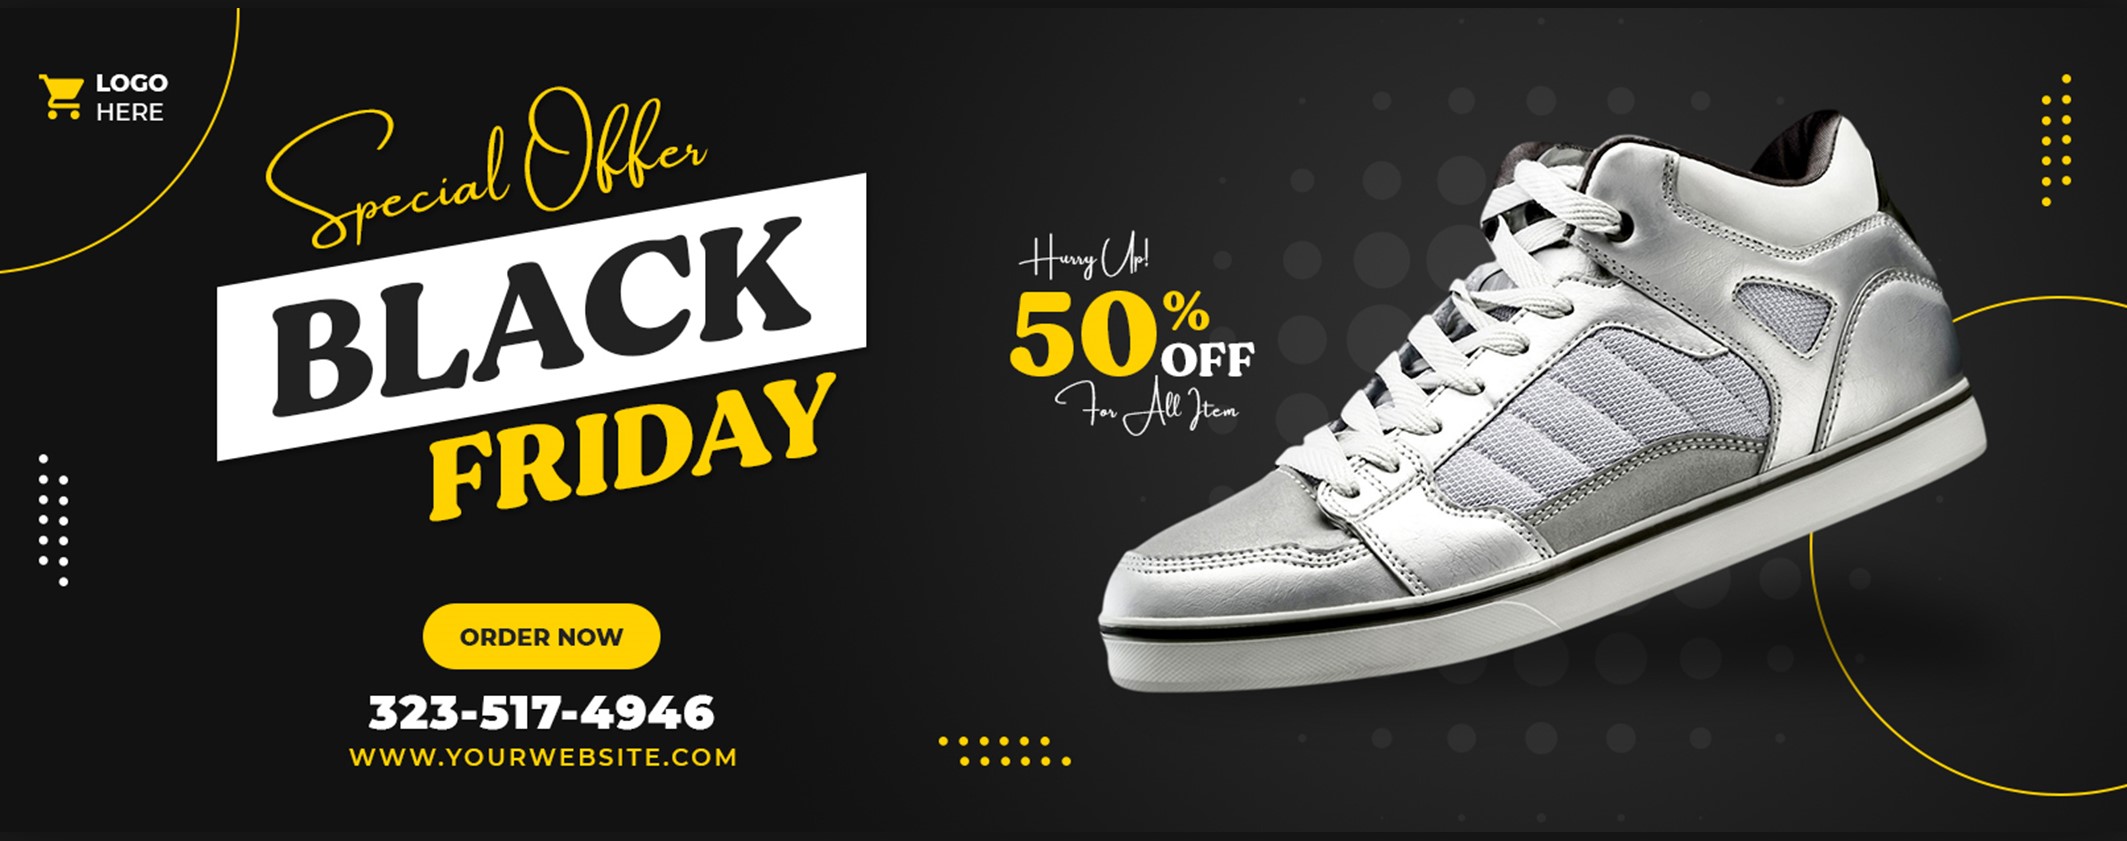 LOGO
HERE
Special Offer
BLACK
FRIDAY
ORDER NOW
323-517-4946
WWW.YOURWEBSITE.COM
Hurry Up!
50%
OFF
For All Item